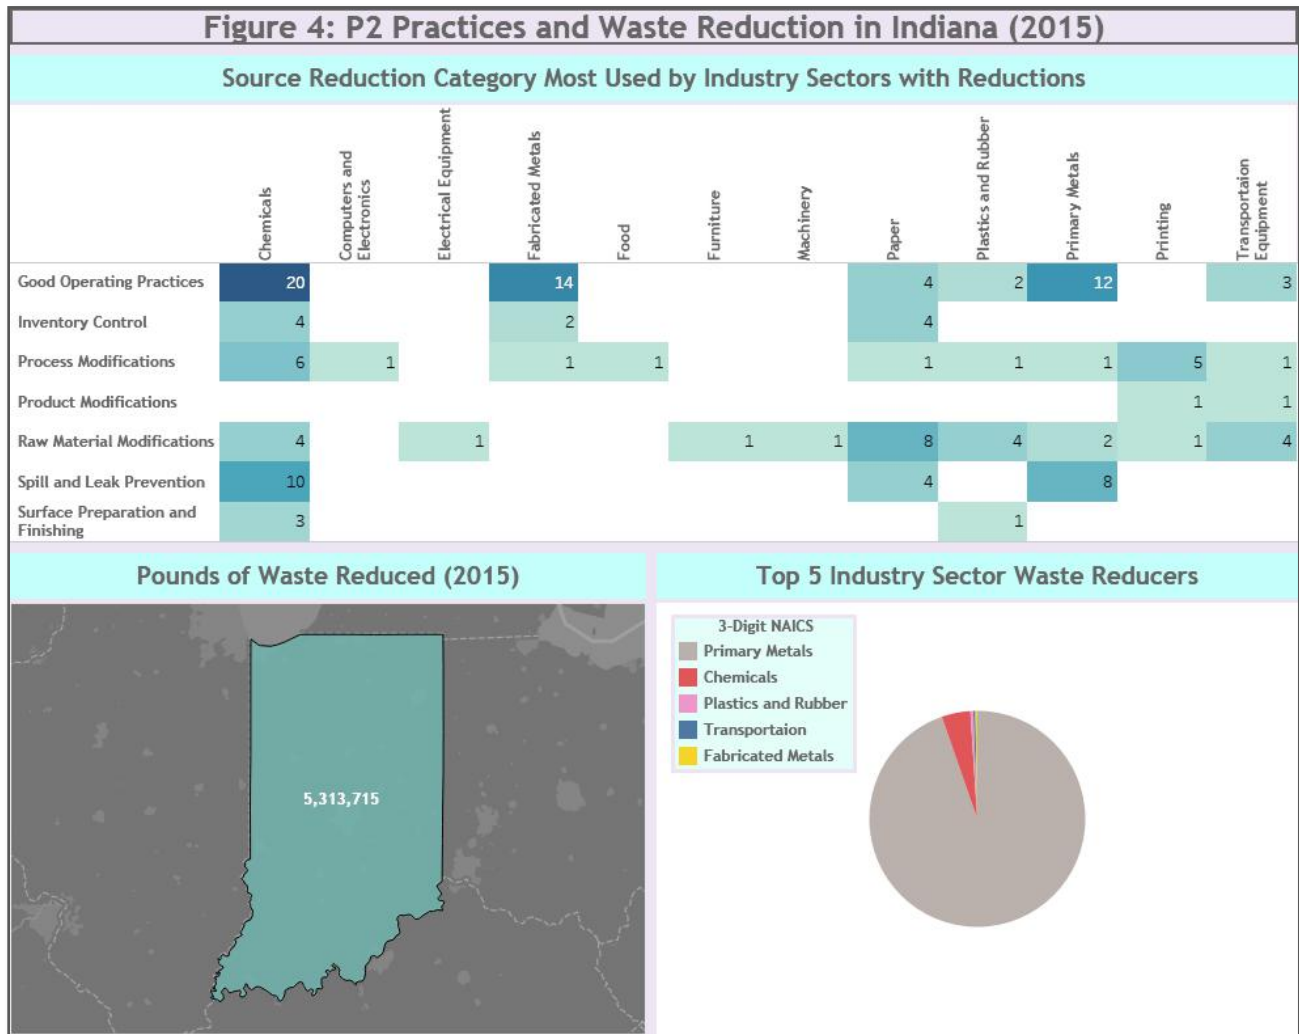 Figure 4: P2 Practices and Waste Reduction in Indiana (2015)
Source Reduction Category Most Used by Industry Sectors with Reductions
Chemicals
Computers and
Electronics
Electrical Equipment
Fabricated Metals
Food
Furniture
Machinery
Paper
Plastics and Rubber
Primary Metals
Printing
Transportaion
Equipment
Good Operating Practices 20 14 4 2 12 3
Inventory Control 4 2 4
Process Modifications 6 1 1 1 1 1 1 5 1
Product Modifications 1 1
Raw Material Modifications 4 1 1 1 8 4 2 1 4
Spill and Leak Prevention 10 4 8
Surface Preparation and
Finishing 3 1
Pounds of Waste Reduced (2015)
5,313,715
Top 5 Industry Sector Waste Reducers
3-Digit NAICS
Primary Metals
Chemicals
Plastics and Rubber
Transportaion
Fabricated Metals